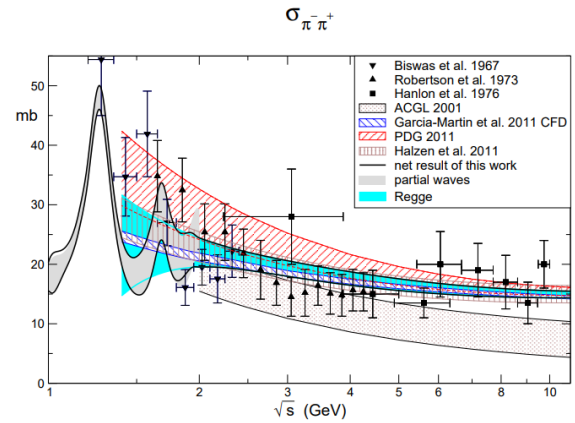 σπ⁻π⁺
50
mb
40
30
20
10
0
1
2
3
4
5
6
7
8
9
10
√s (GeV)
Biswas et al. 1967
Robertson et al. 1973
Hanlon et al. 1976
ACGL 2001
Garcia-Martin et al. 2011 CFD
PDG 2011
Halzen et al. 2011
net result of this work
partial waves
Regge